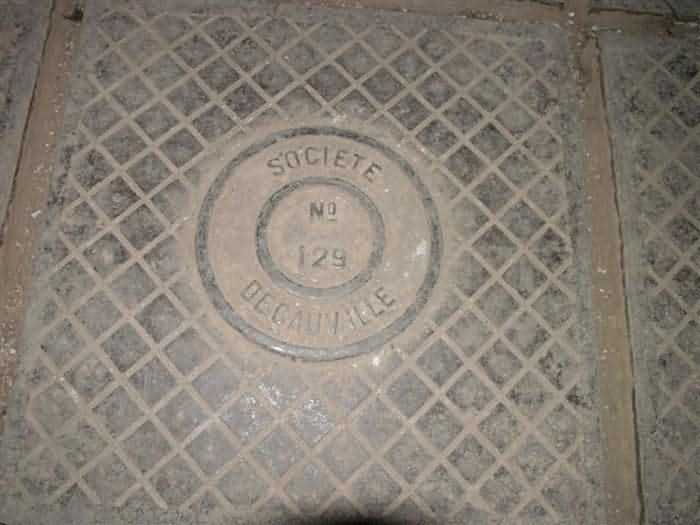 SOCIETE
Nº
129
DECAUVILLE